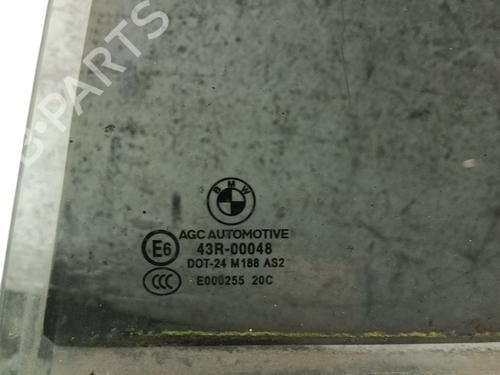 B-PARTS
BMW
AGC AUTOMOTIVE
E6 43R-00048
DOT-24 M188 AS2
CCC E000255 20C